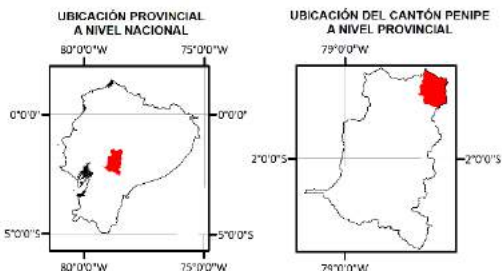 UBICACIÓN PROVINCIAL
A NIVEL NACIONAL
80°0'0"W
75°0'0"W
0°0'0"
0°0'0"S
5°0'0"S
5°0'0"S
80°0'0"W
75°0'0"W
UBICACIÓN DEL CANTÓN PENIPE
A NIVEL PROVINCIAL
79°0'0"W
2°0'0"S
2°0'0"S
79°0'0"W